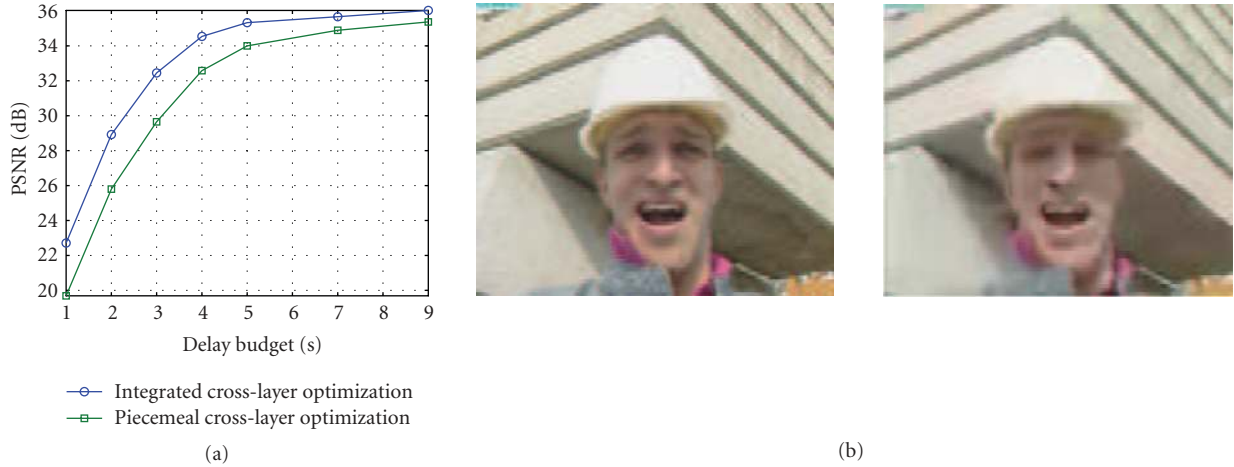 36
34
32
30
28
26
24
22
20
PSNR (dB)
1 2 3 4 5 6 7 8 9
Delay budget (s)
Integrated cross-layer optimization
Piecemeal cross-layer optimization
(a)
(b)